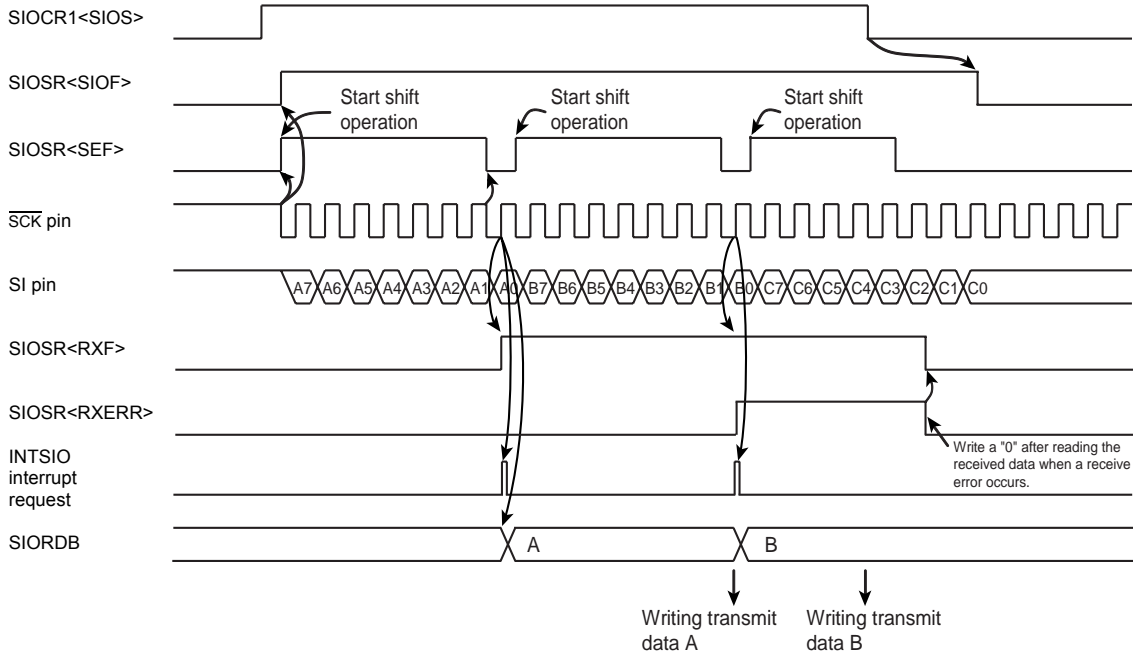 SIOCR1<SIOS>
SIOSR<SIOF>
Start shift
operation
Start shift
operation
Start shift
operation
SIOSR<SEF>
SCK pin
SI pin
A7 A6 A5 A4 A3 A2 A1 A0 B7 B6 B5 B4 B3 B2 B1 B0 C7 C6 C5 C4 C3 C2 C1 C0
SIOSR<RXF>
SIOSR<RXERR>
Write a "0" after reading the
received data when a receive
error occurs.
INTSIO
interrupt
request
SIORDB
A
B
Writing transmit
data A
Writing transmit
data B